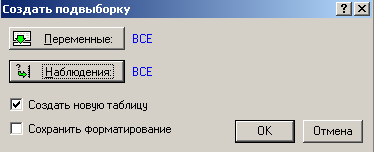 Создать подвыборку
Переменные: ВСЕ
Наблюдения: ВСЕ
Создать новую таблицу
Сохранить форматирование
OK Отмена